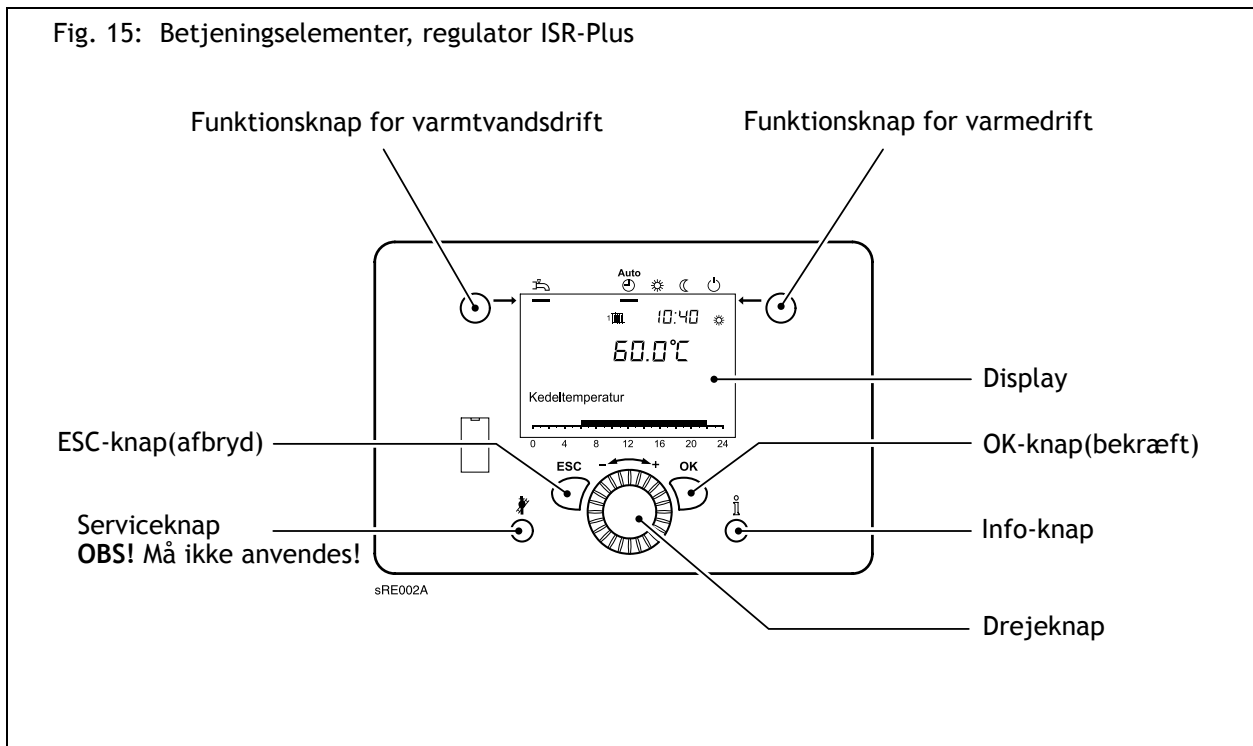 Fig. 15: Betjeningselementer, regulator ISR-Plus
Funktionsknap for varmtvandsdrift
Funktionsknap for varmedrift
Auto
1
10:40
60.0°C
Kedeltemperatur
0 4 8 12 16 20 24
Display
ESC-knap(afbryd)
OK-knap(bekræft)
ESC
- +
OK
Serviceknap
OBS! Må ikke anvendes!
Info-knap
sRE002A
Drejeknap